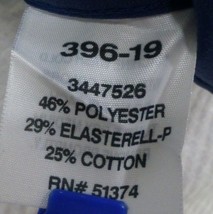 396-19
3447526
46% POLYESTER
29% ELASTERELL-P
25% COTTON
RN# 51374